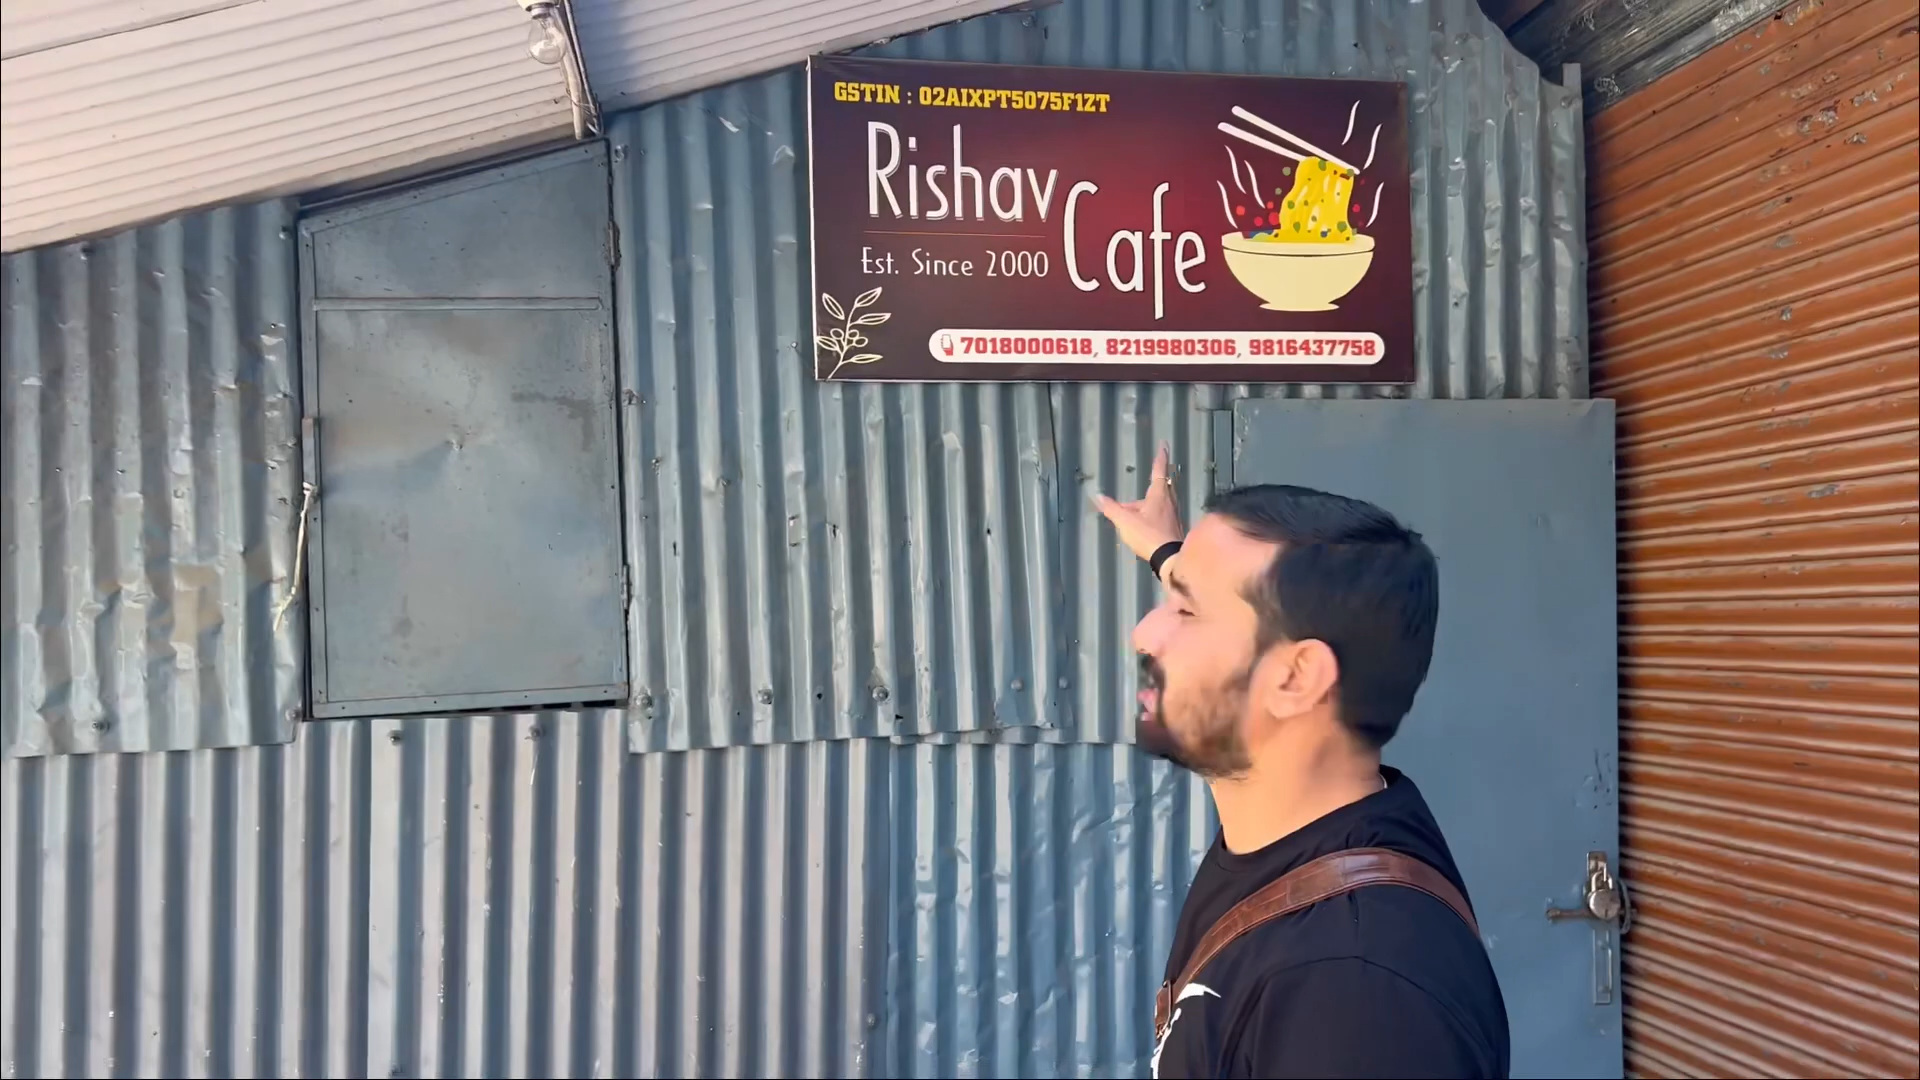 GSTIN : 02AIXPT5075F1ZT
Rishav Cafe
Est. Since 2000
7018000618, 8219980306, 9816437758